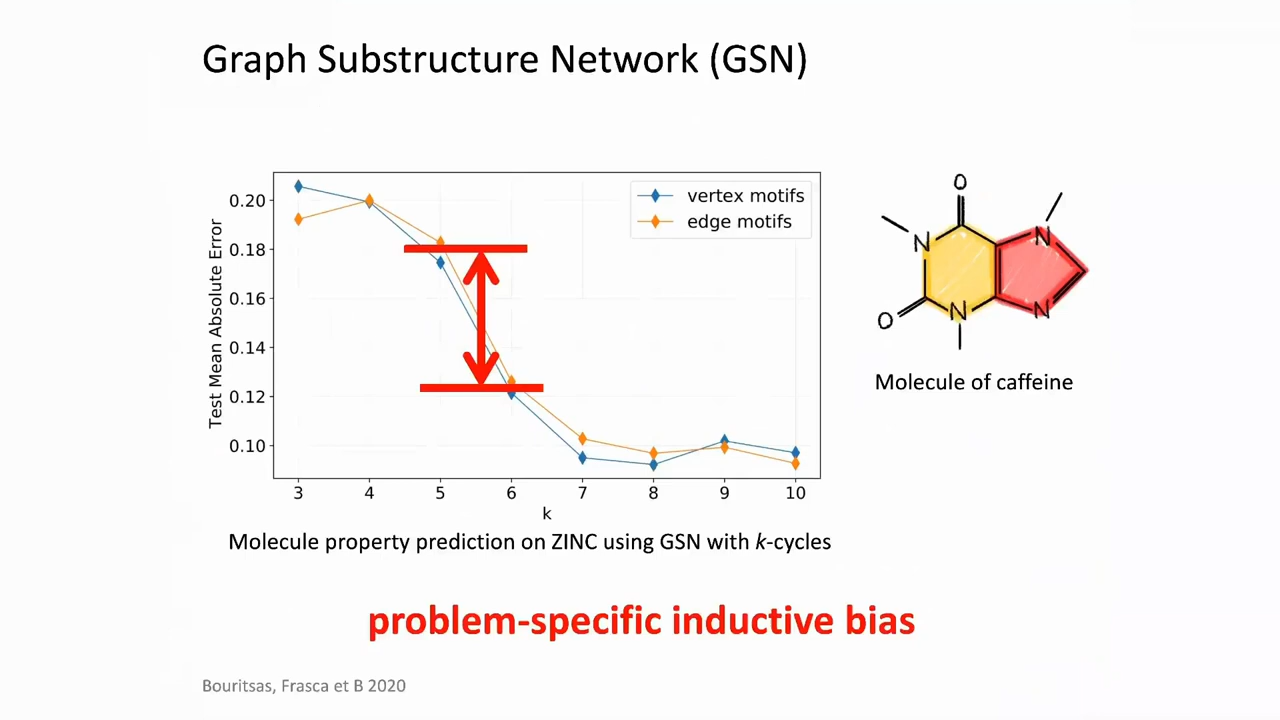 Graph Substructure Network (GSN)
0.20
0.18
0.16
0.14
0.12
0.10
Test Mean Absolute Error
vertex motifs
edge motifs
3 4 5 6 7 8 9 10
k
Molecule property prediction on ZINC using GSN with k-cycles
O
N
N
O
N
N
Molecule of caffeine
problem-specific inductive bias
Bouritsas, Frasca et B 2020